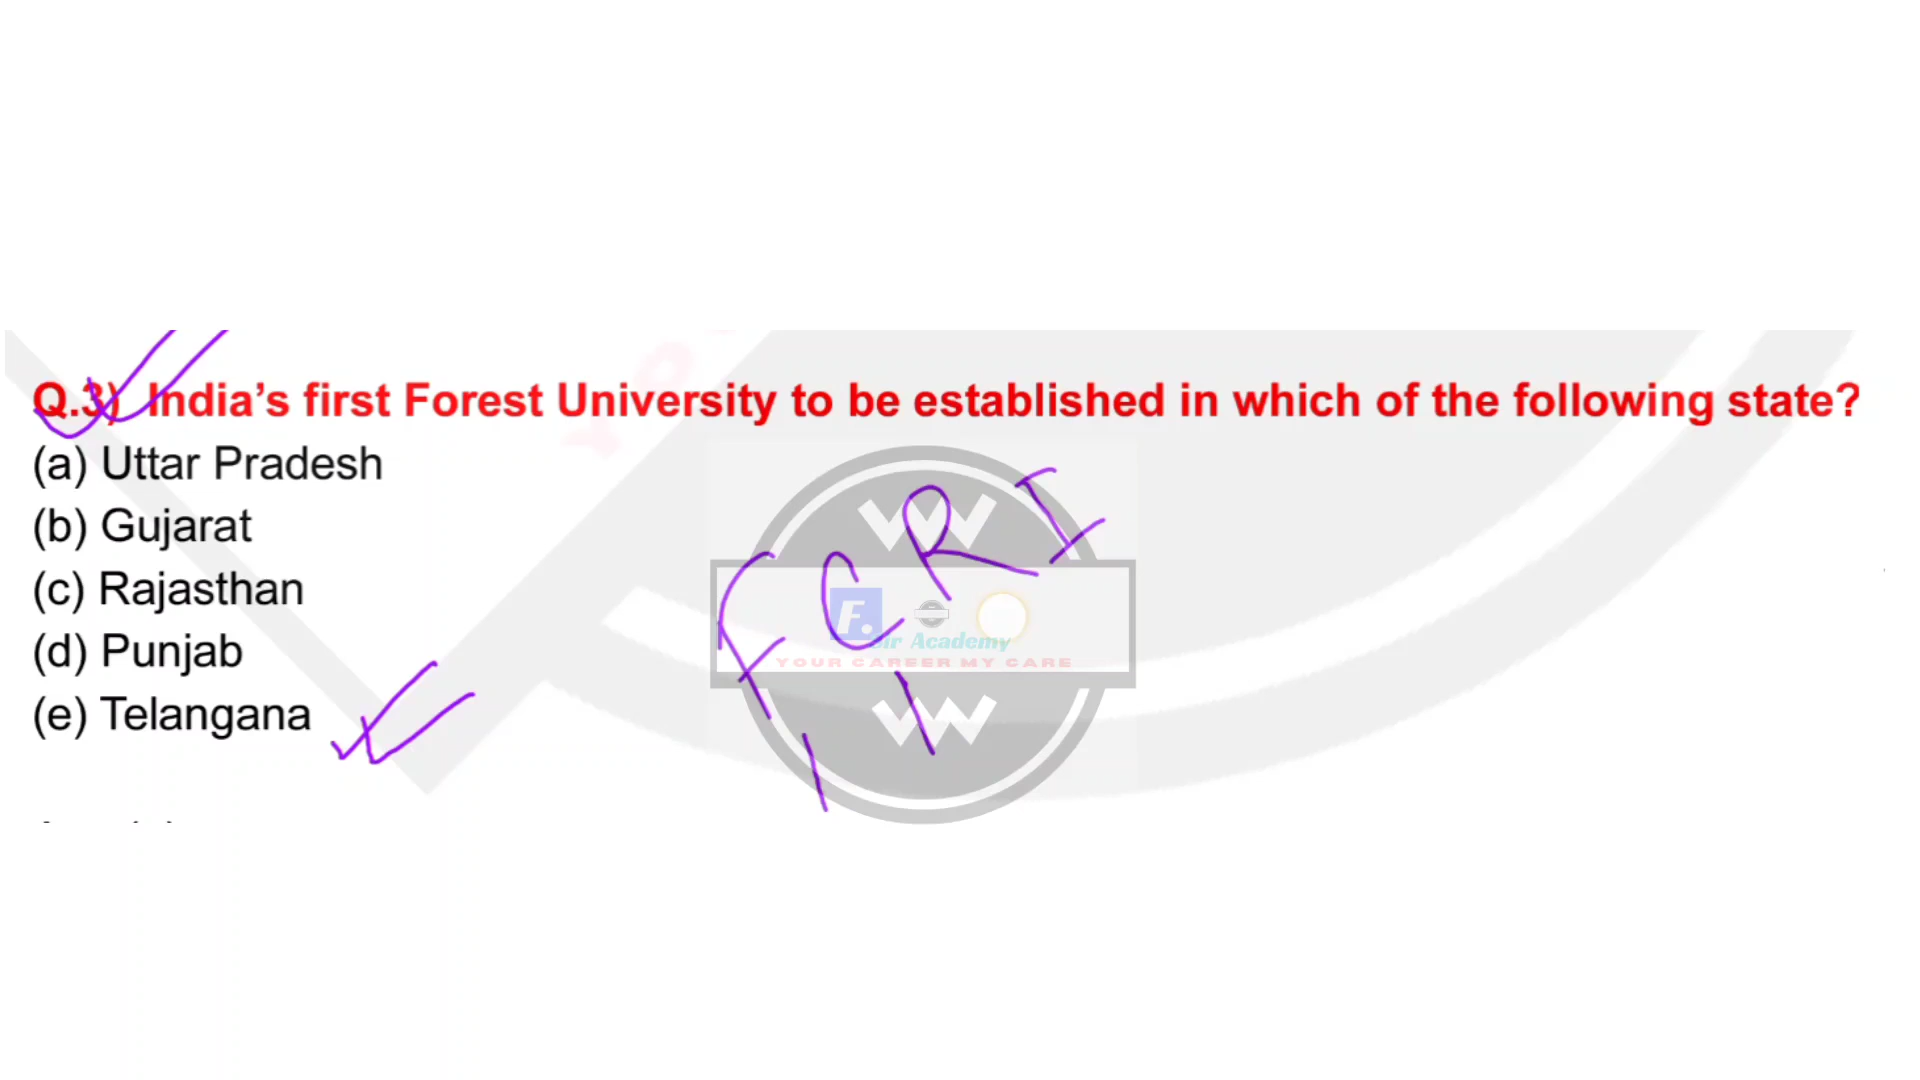 Q.3) India’s first Forest University to be established in which of the following state?
(a) Uttar Pradesh
(b) Gujarat
(c) Rajasthan
(d) Punjab
(e) Telangana
FCRI
F.
Sir Academy
YOUR CAREER MY CARE